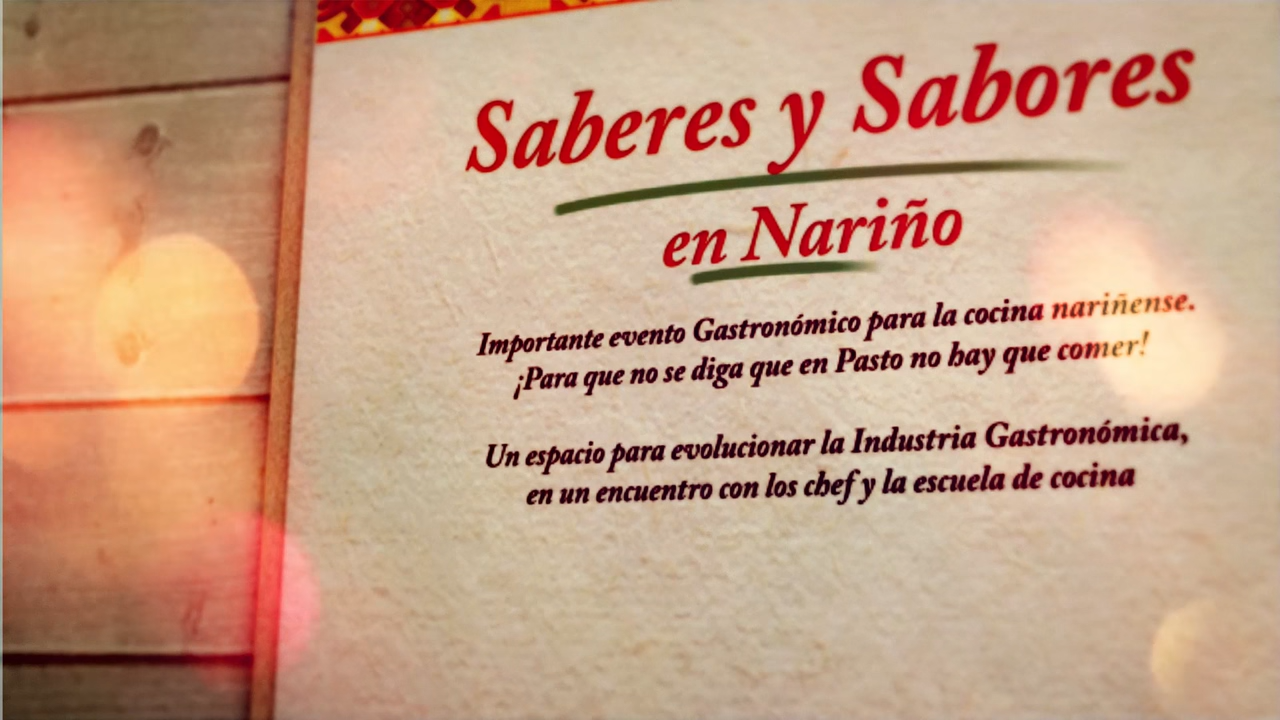 Saberes y Sabores
en Nariño
Importante evento Gastronómico para la cocina nariñense.
¡Para que no se diga que en Pasto no hay que comer!
Un espacio para evolucionar la Industria Gastronómica,
en un encuentro con los chef y la escuela de cocina